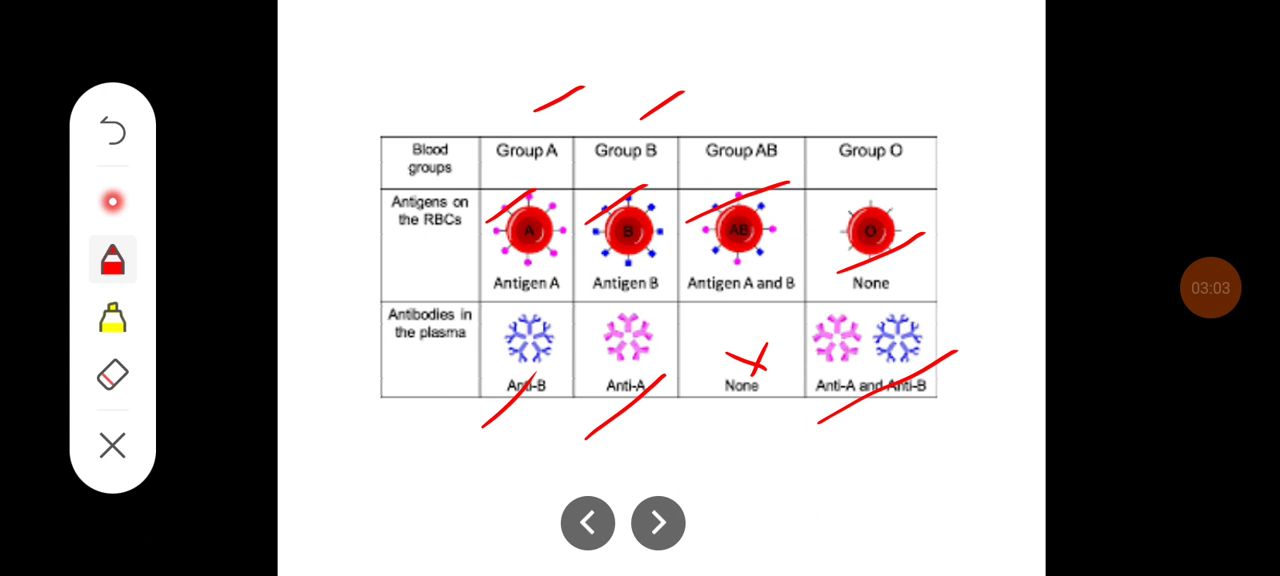 Blood groups
Group A
Group B
Group AB
Group O
Antigens on the RBCs
A
B
AB
O
Antigen A
Antigen B
Antigen A and B
None
Antibodies in the plasma
Anti-B
Anti-A
None
Anti-A and Anti-B
03:03